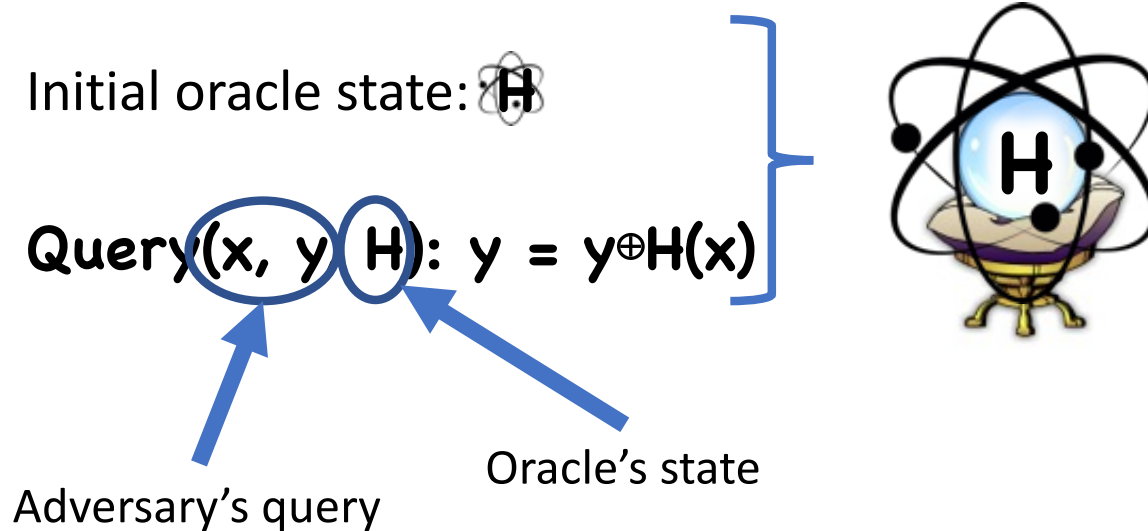 Initial oracle state: H
Query(x, y, H): y = y⊕H(x)
H
Adversary's query
Oracle's state